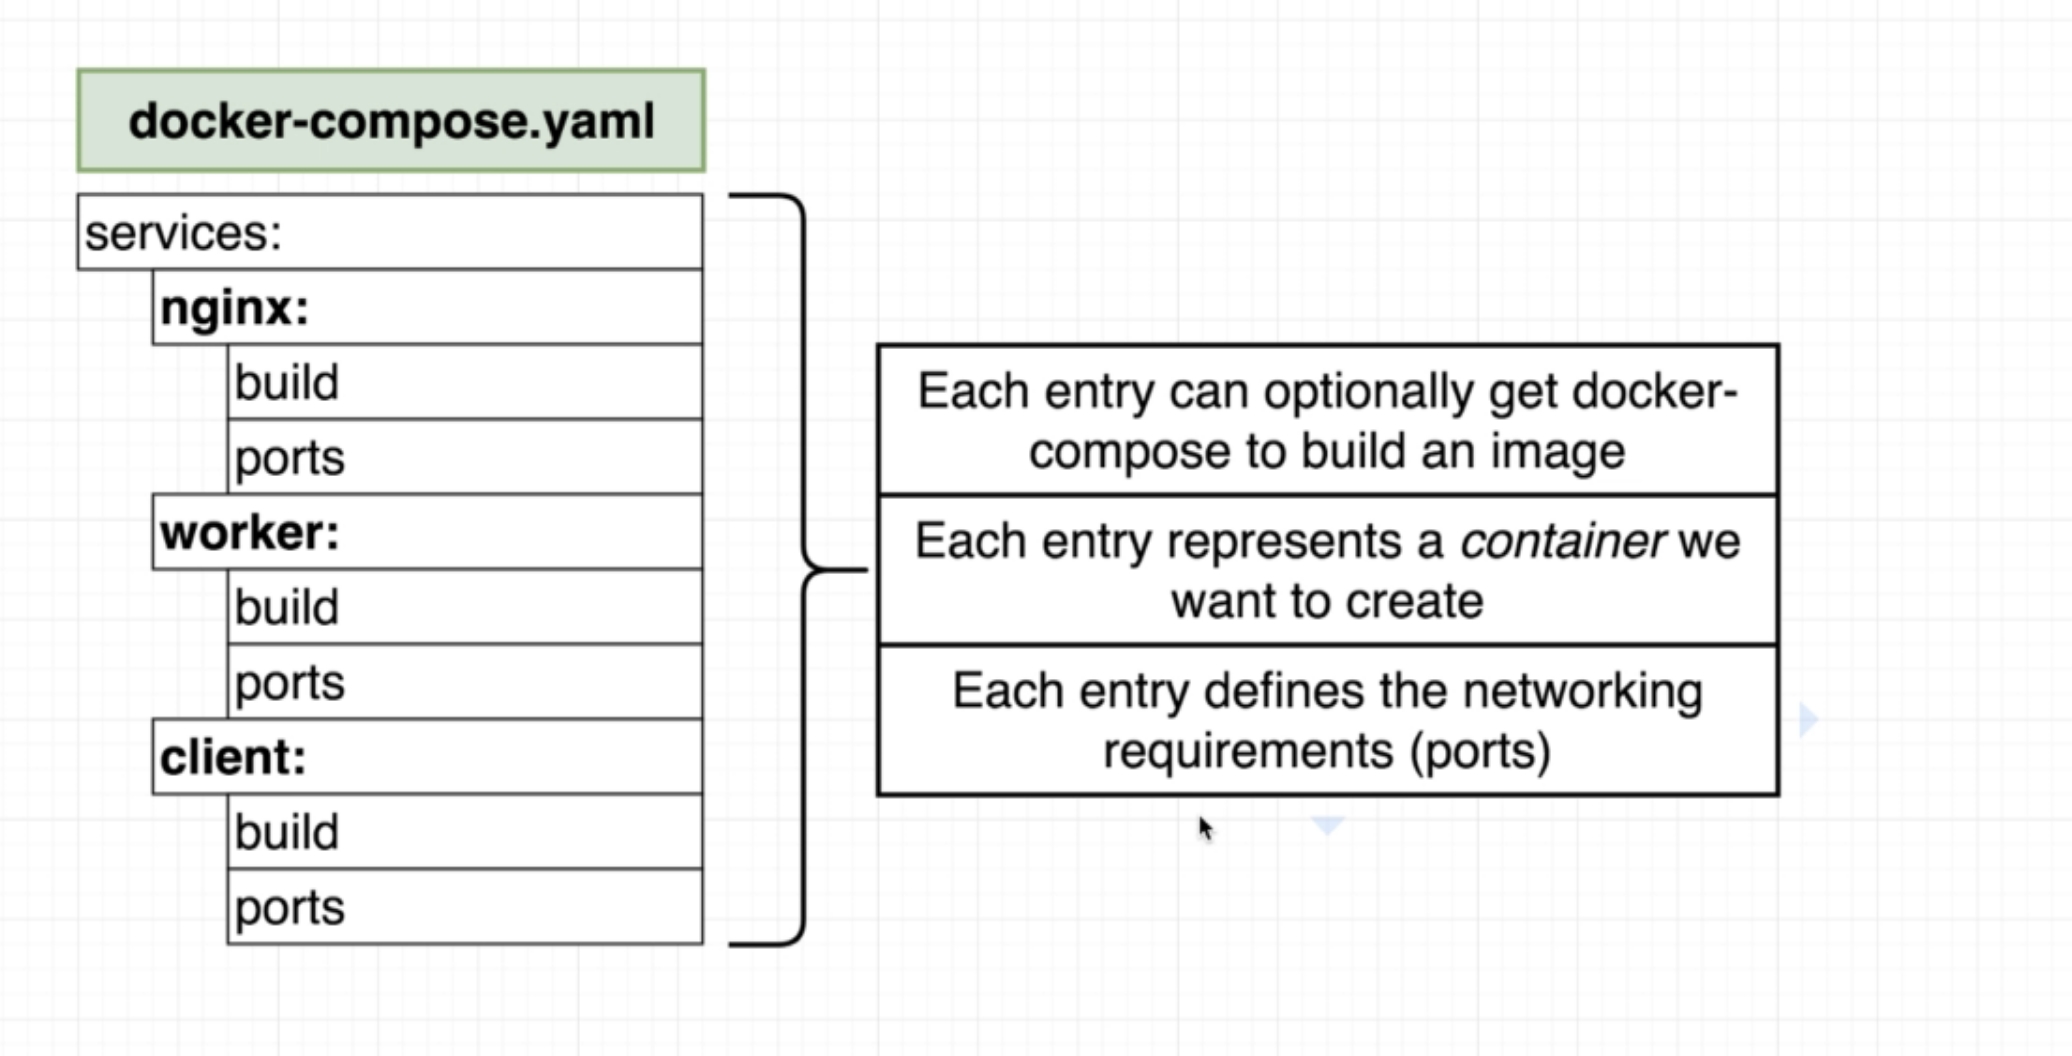 docker-compose.yaml
services:
nginx:
build
ports
worker:
build
ports
client:
build
ports
Each entry can optionally get docker-
compose to build an image
Each entry represents a container we
want to create
Each entry defines the networking
requirements (ports)